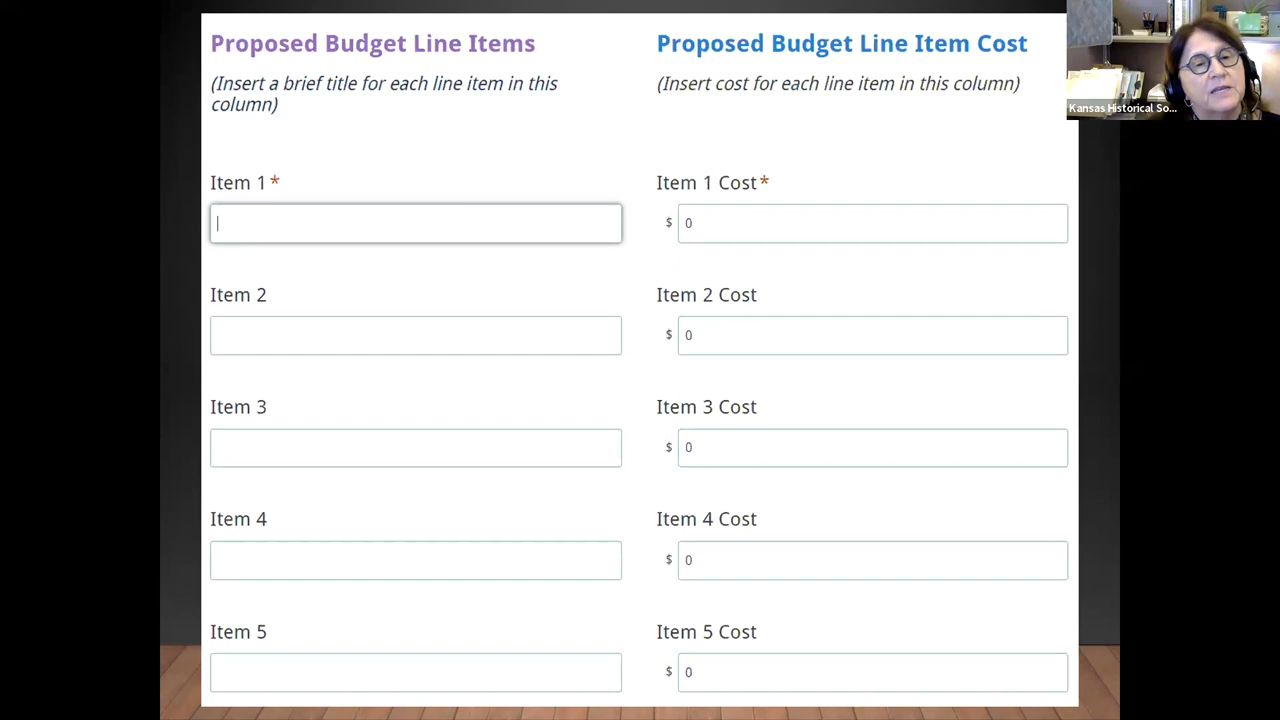 Proposed Budget Line Items
Proposed Budget Line Item Cost
(Insert a brief title for each line item in this
column)
(Insert cost for each line item in this column)
Kansas Historical So...
Item 1*
Item 1 Cost*
$ 0
Item 2
Item 2 Cost
$ 0
Item 3
Item 3 Cost
$ 0
Item 4
Item 4 Cost
$ 0
Item 5
Item 5 Cost
$ 0